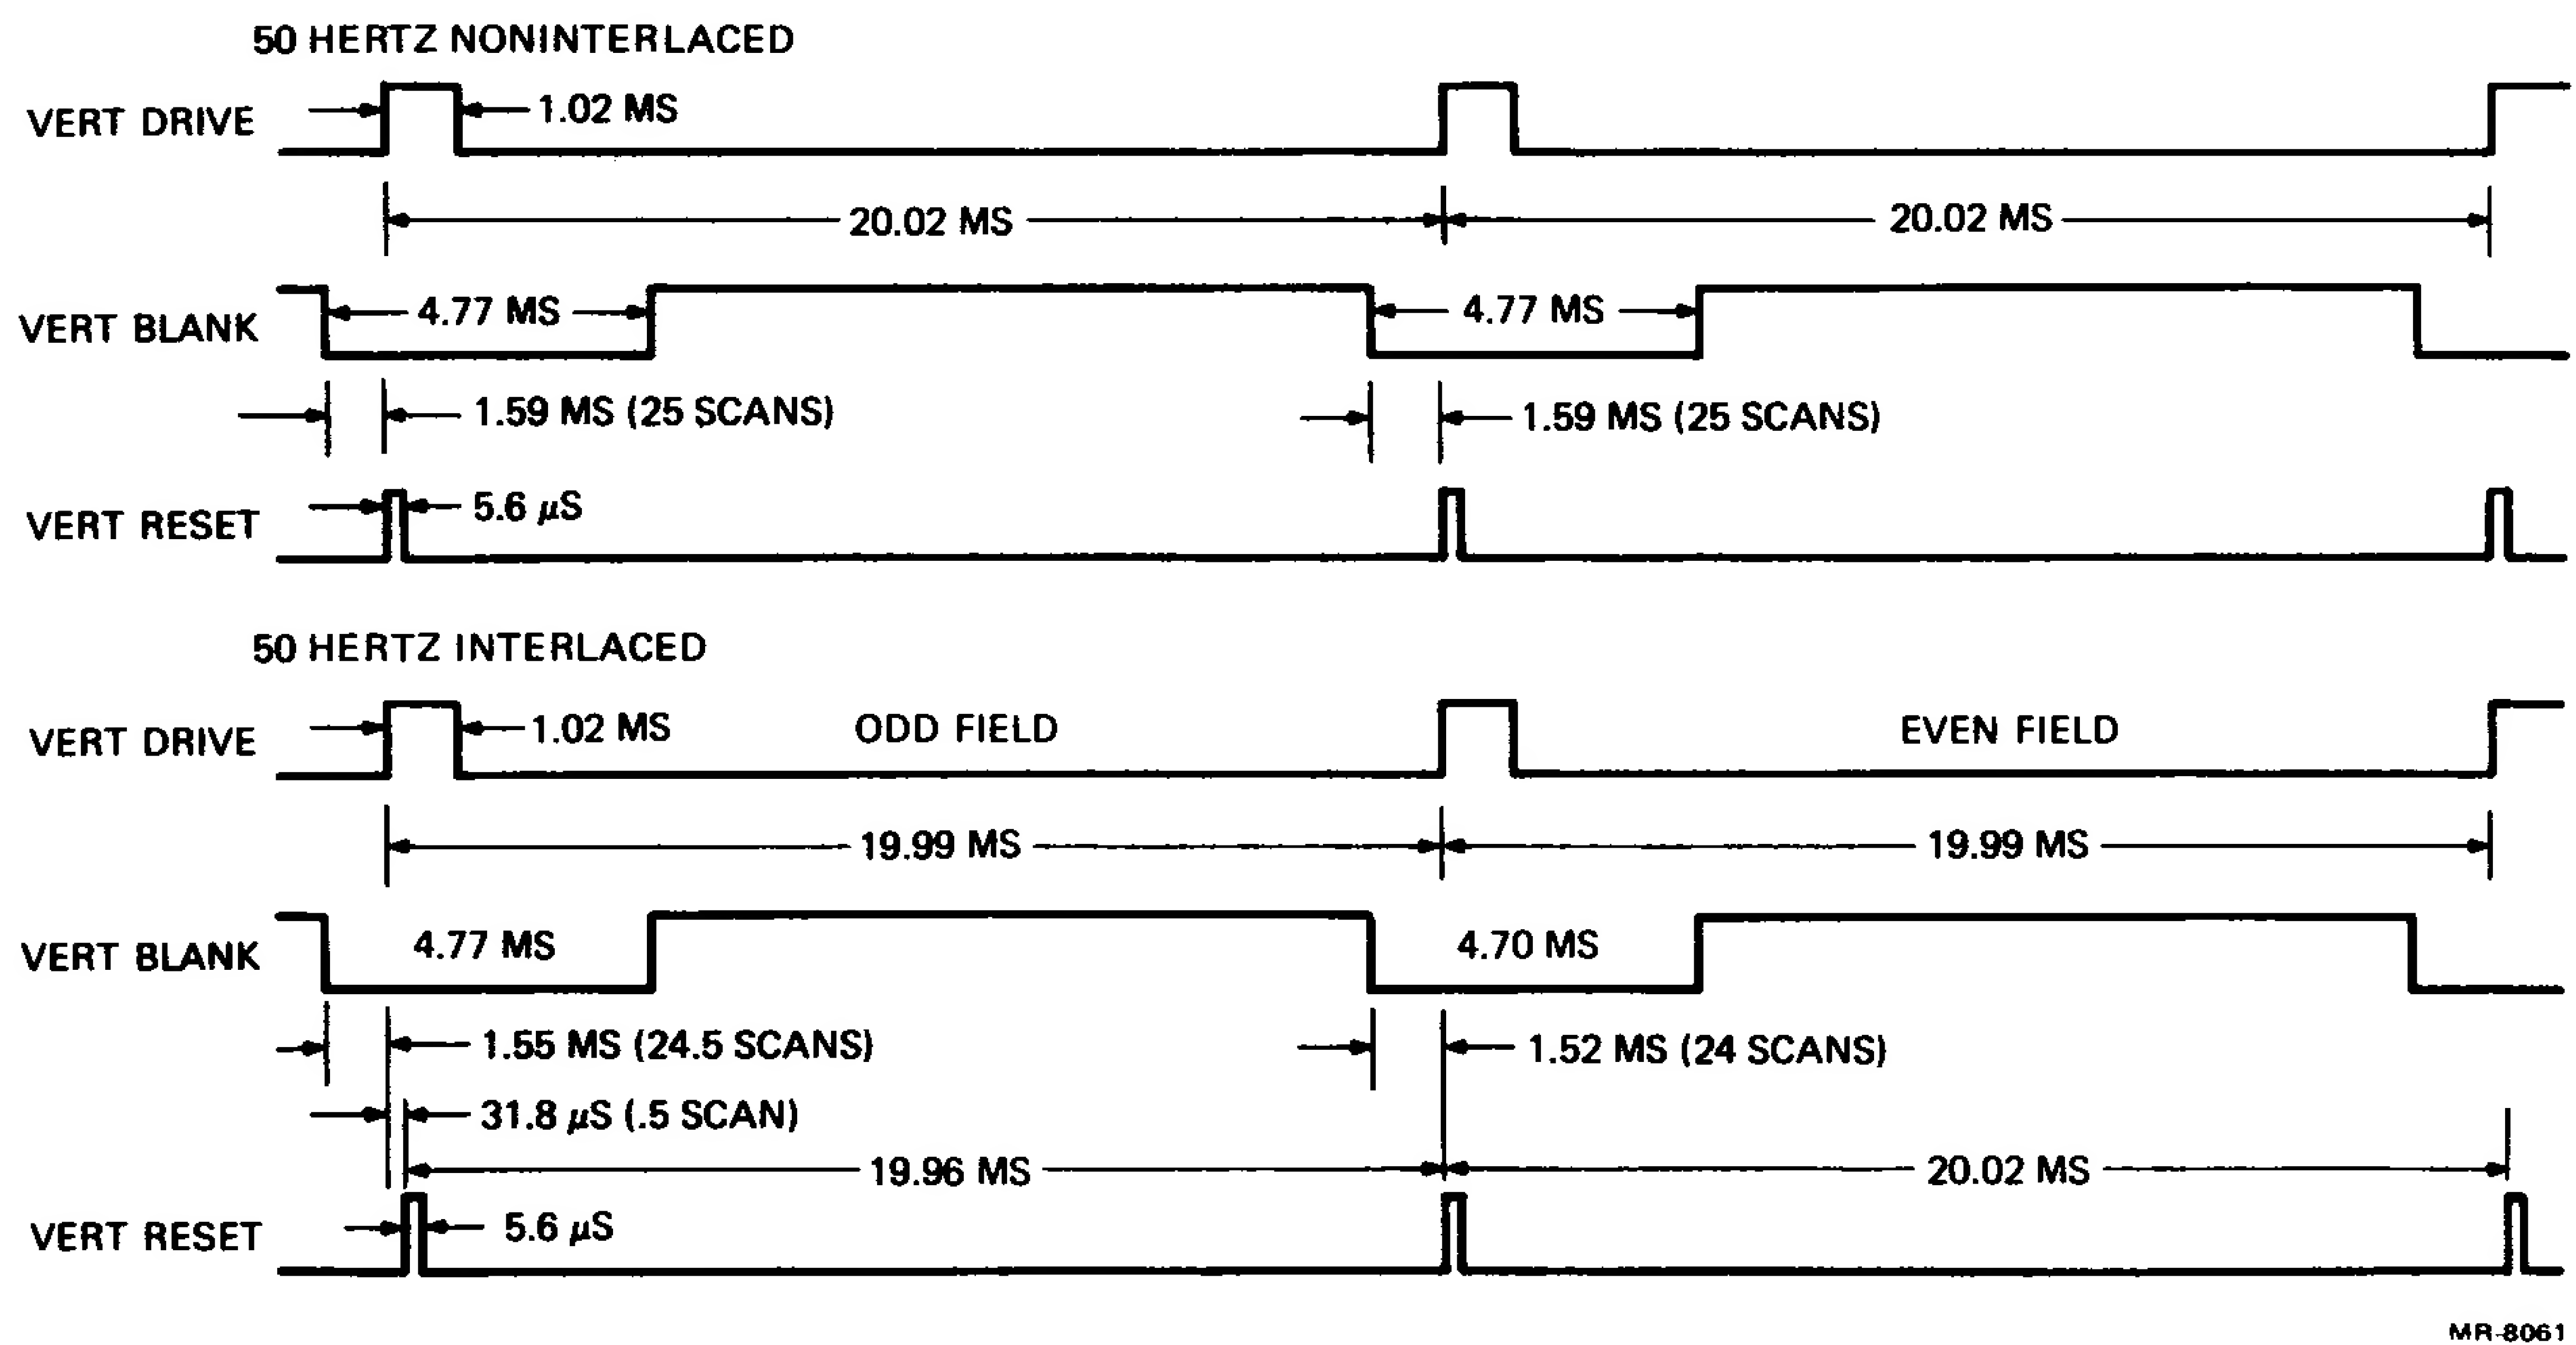 50 HERTZ NONINTERLACED
VERT DRIVE
1.02 MS
20.02 MS
20.02 MS
VERT BLANK
4.77 MS
4.77 MS
1.59 MS (25 SCANS)
1.59 MS (25 SCANS)
VERT RESET
5.6 µS
50 HERTZ INTERLACED
VERT DRIVE
1.02 MS
ODD FIELD
EVEN FIELD
19.99 MS
19.99 MS
VERT BLANK
4.77 MS
4.70 MS
1.55 MS (24.5 SCANS)
1.52 MS (24 SCANS)
31.8 µS (.5 SCAN)
19.96 MS
20.02 MS
VERT RESET
5.6 µS
MR-8061